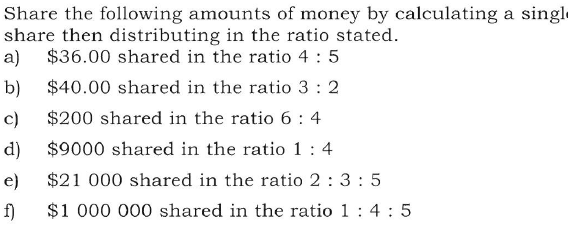 Share the following amounts of money by calculating a single
share then distributing in the ratio stated.
a) $36.00 shared in the ratio 4 : 5
b) $40.00 shared in the ratio 3 : 2
c) $200 shared in the ratio 6 : 4
d) $9000 shared in the ratio 1 : 4
e) $21 000 shared in the ratio 2 : 3 : 5
f) $1 000 000 shared in the ratio 1 : 4 : 5